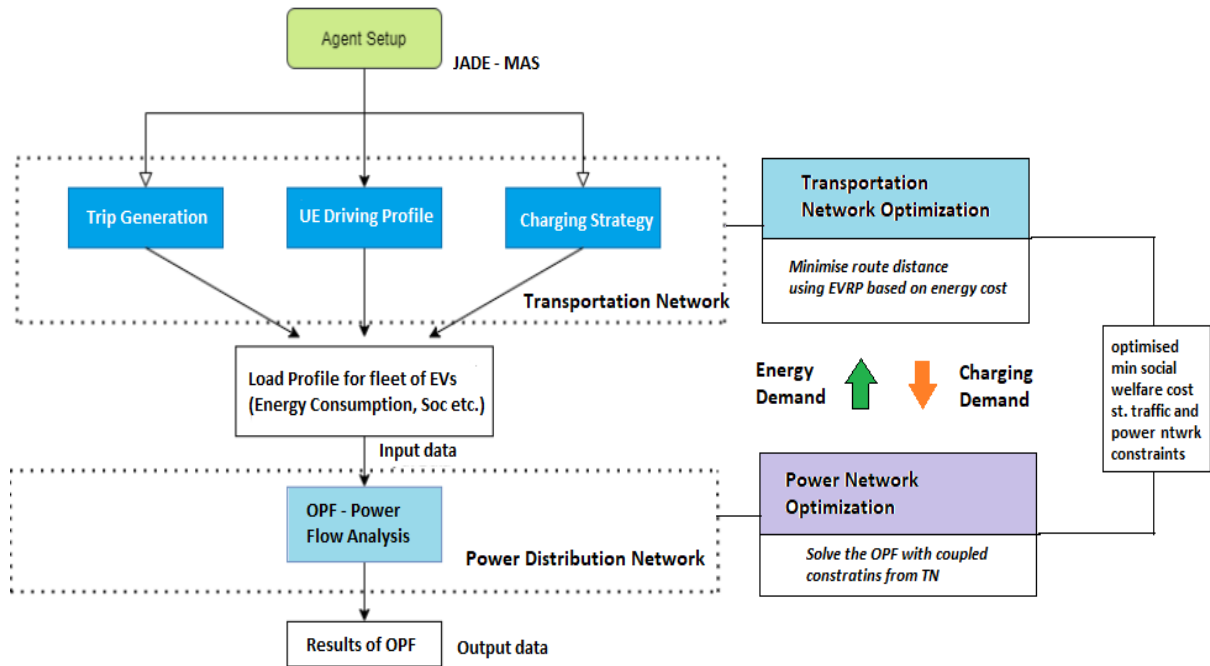 Agent Setup
JADE - MAS
Trip Generation
UE Driving Profile
Charging Strategy
Transportation Network
Transportation
Network Optimization
Minimise route distance
using EVRP based on energy cost
Load Profile for fleet of EVs
(Energy Consumption, Soc etc.)
Input data
Energy
Demand
Charging
Demand
optimised
min social
welfare cost
st. traffic and
power ntwrk
constraints
OPF - Power
Flow Analysis
Power Distribution Network
Power Network
Optimization
Solve the OPF with coupled
constratins from TN
Results of OPF
Output data